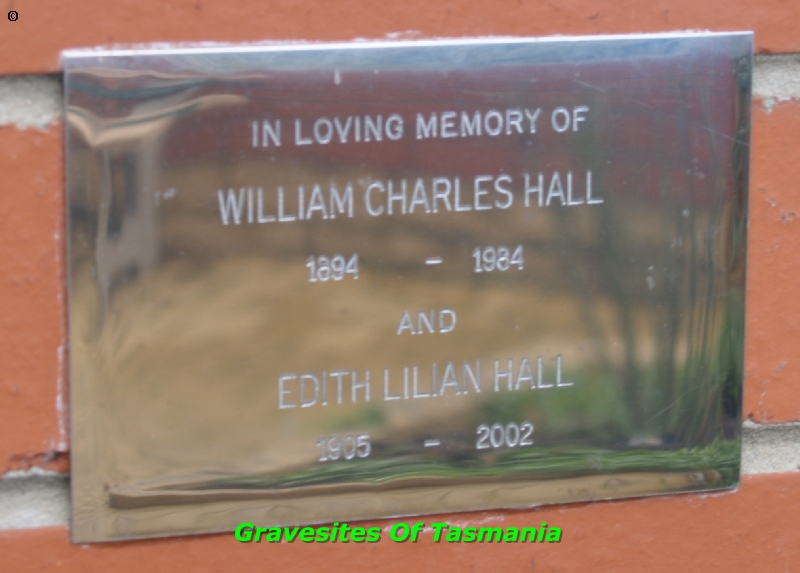 ©
IN LOVING MEMORY OF
WILLIAM CHARLES HALL
1894 - 1984
AND
EDITH LILIAN HALL
1905 - 2002
Gravesites Of Tasmania